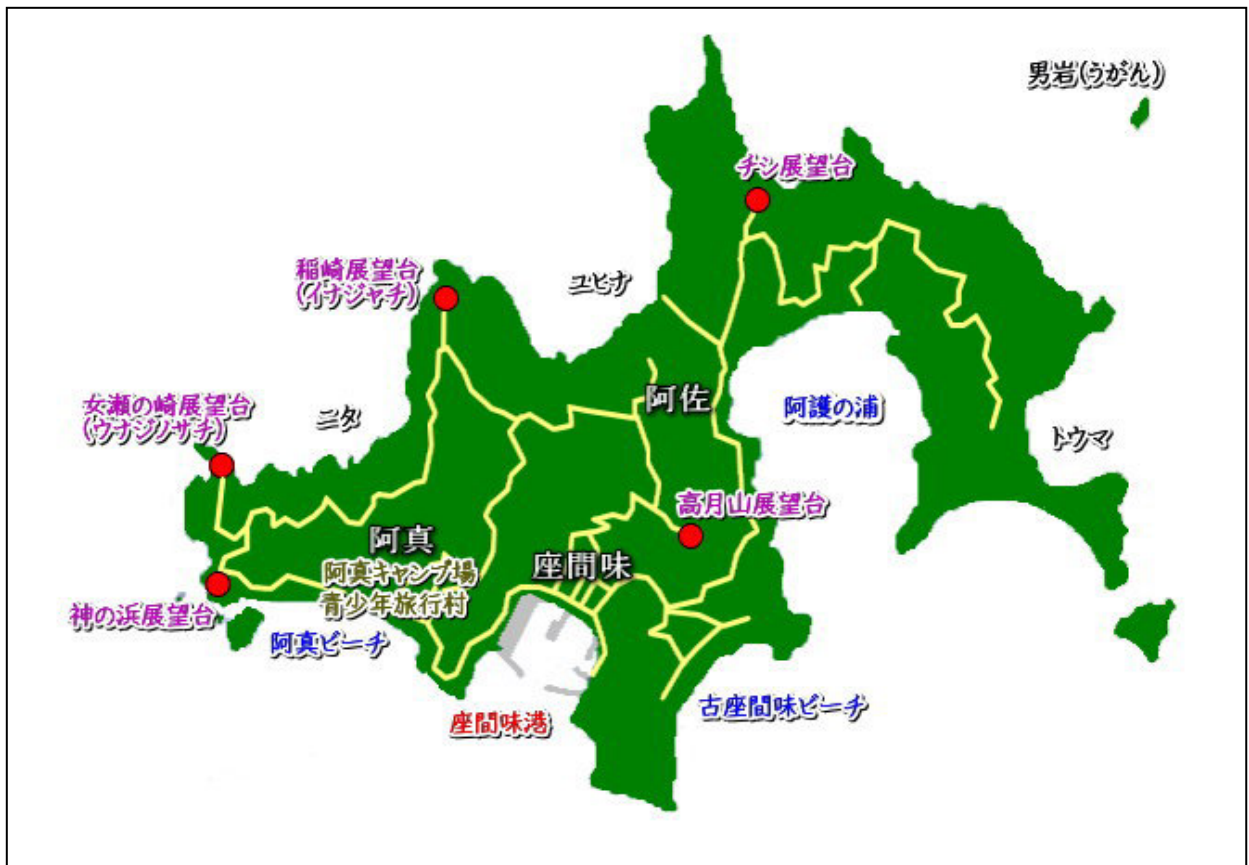 男岩(うがん)
チシ展望台
稲崎展望台
(イナジャチ)
ユヒナ
女瀬の崎展望台
(ウナジノサチ)
ニタ
阿佐
阿護の浦
トウマ
高月山展望台
阿真
阿真キャンプ場
青少年旅行村
座間味
神の浜展望台
阿真ビーチ
古座間味ビーチ
座間味港